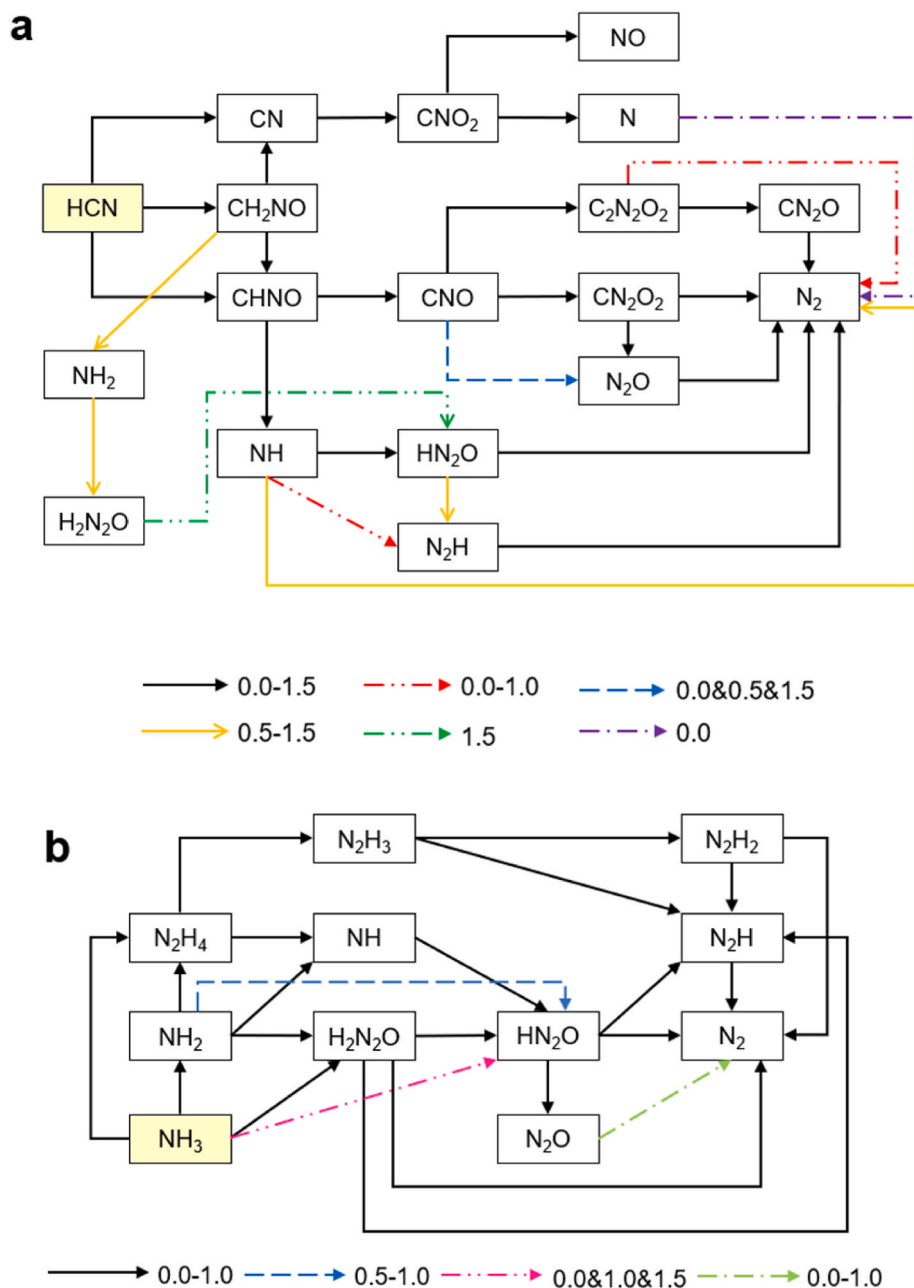 a
NO
CN
CNO₂
N
HCN
CH₂NO
C₂N₂O₂
CN₂O
CHNO
CNO
CN₂O₂
N₂
NH₂
N₂O
NH
HN₂O
H₂N₂O
N₂H
0.0-1.5
0.0-1.0
0.0&0.5&1.5
0.5-1.5
1.5
0.0
b
N₂H₃
N₂H₂
N₂H₄
NH
N₂H
NH₂
H₂N₂O
HN₂O
N₂
NH₃
N₂O
0.0-1.0
0.5-1.0
0.0&1.0&1.5
0.0-1.0